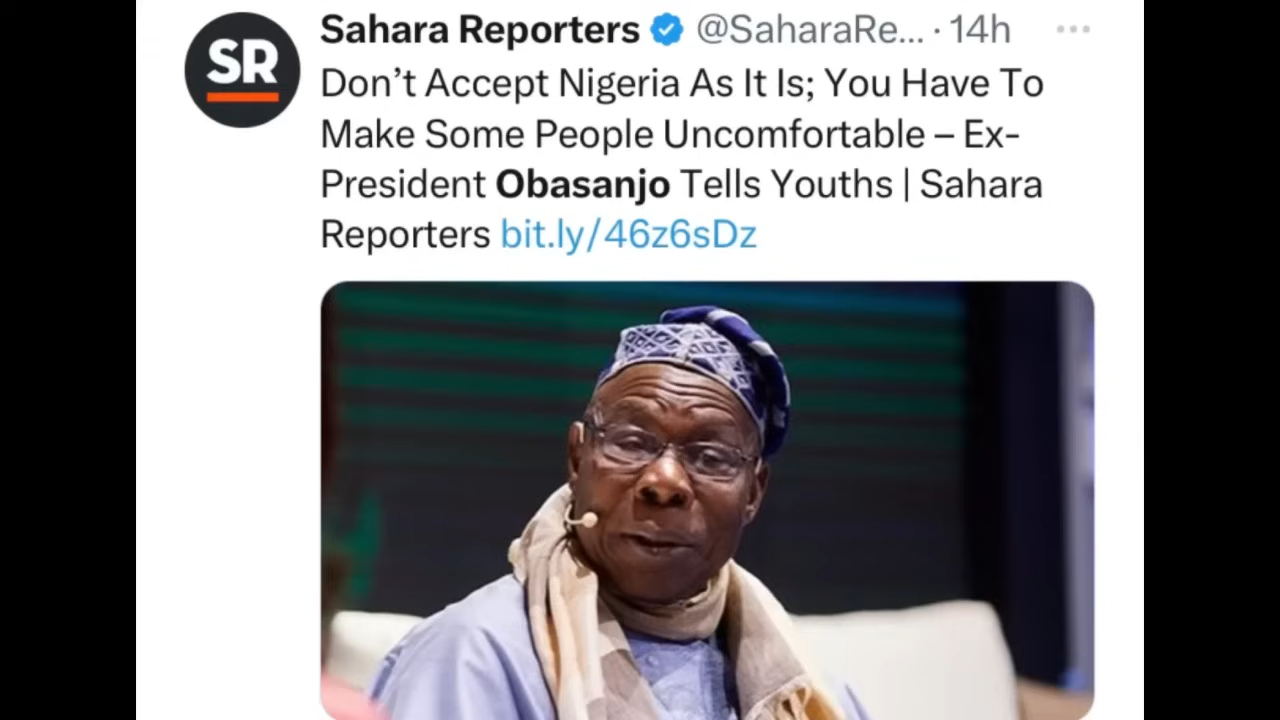 SR
Sahara Reporters @SaharaRe... · 14h
Don’t Accept Nigeria As It Is; You Have To
Make Some People Uncomfortable – Ex-
President Obasanjo Tells Youths | Sahara
Reporters bit.ly/46z6sDz